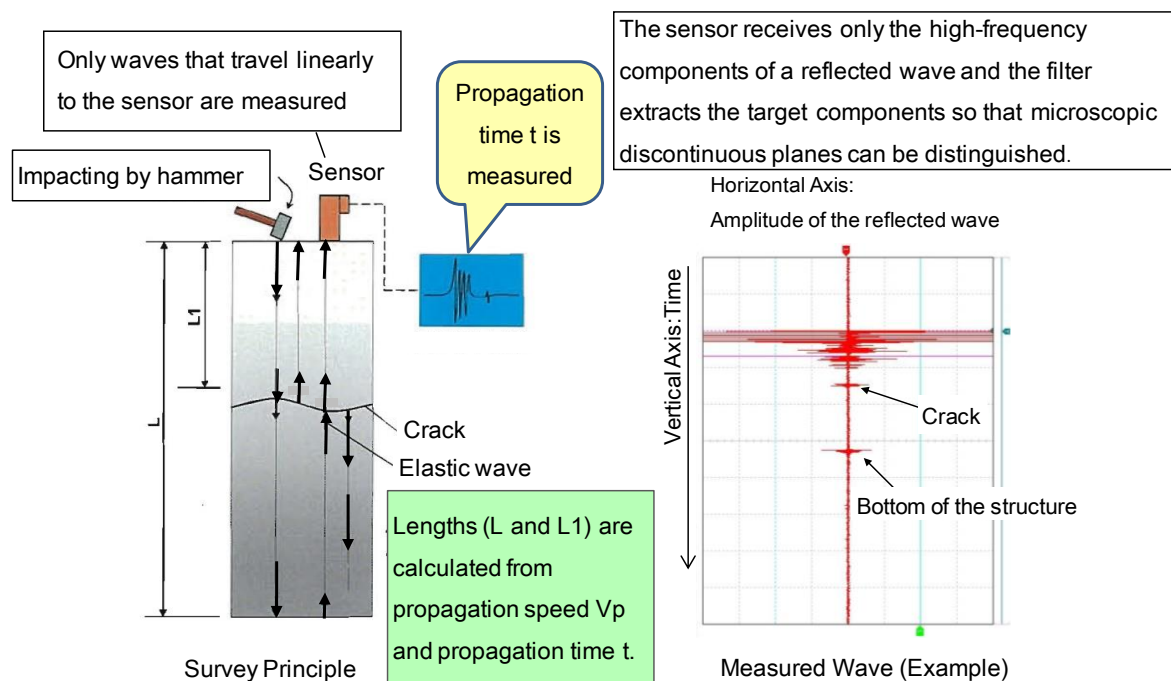 Only waves that travel linearly
to the sensor are measured
Impacting by hammer
Sensor
Propagation
time t is
measured
The sensor receives only the high-frequency
components of a reflected wave and the filter
extracts the target components so that microscopic
discontinuous planes can be distinguished.
Horizontal Axis:
Amplitude of the reflected wave
Vertical Axis:Time
L1
L
Crack
Elastic wave
Lengths (L and L1) are
calculated from
propagation speed Vp
and propagation time t.
Crack
Bottom of the structure
Survey Principle
Measured Wave (Example)